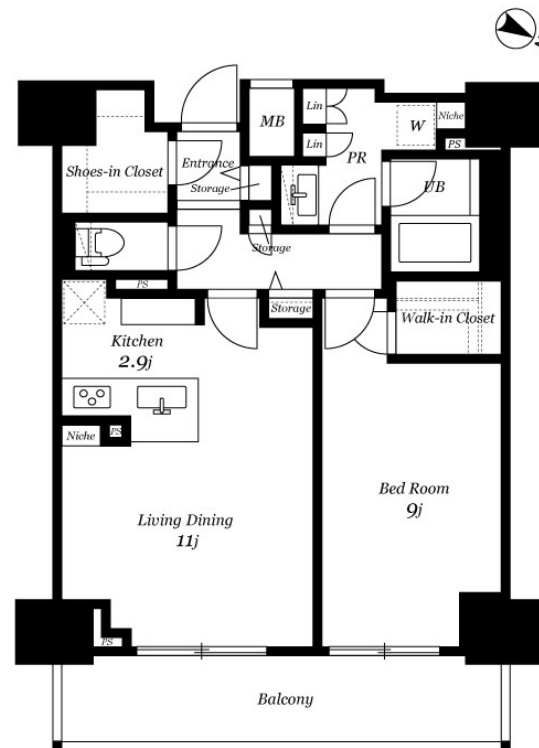 MB
Lin
Niche
W
Lin
PS
PR
Entrance
Shoes-in Closet
Storage
UB
Storage
PS
Storage
Walk-in Closet
Kitchen
2.9j
Niche
PS
Bed Room
9j
Living Dining
11j
PS
Balcony